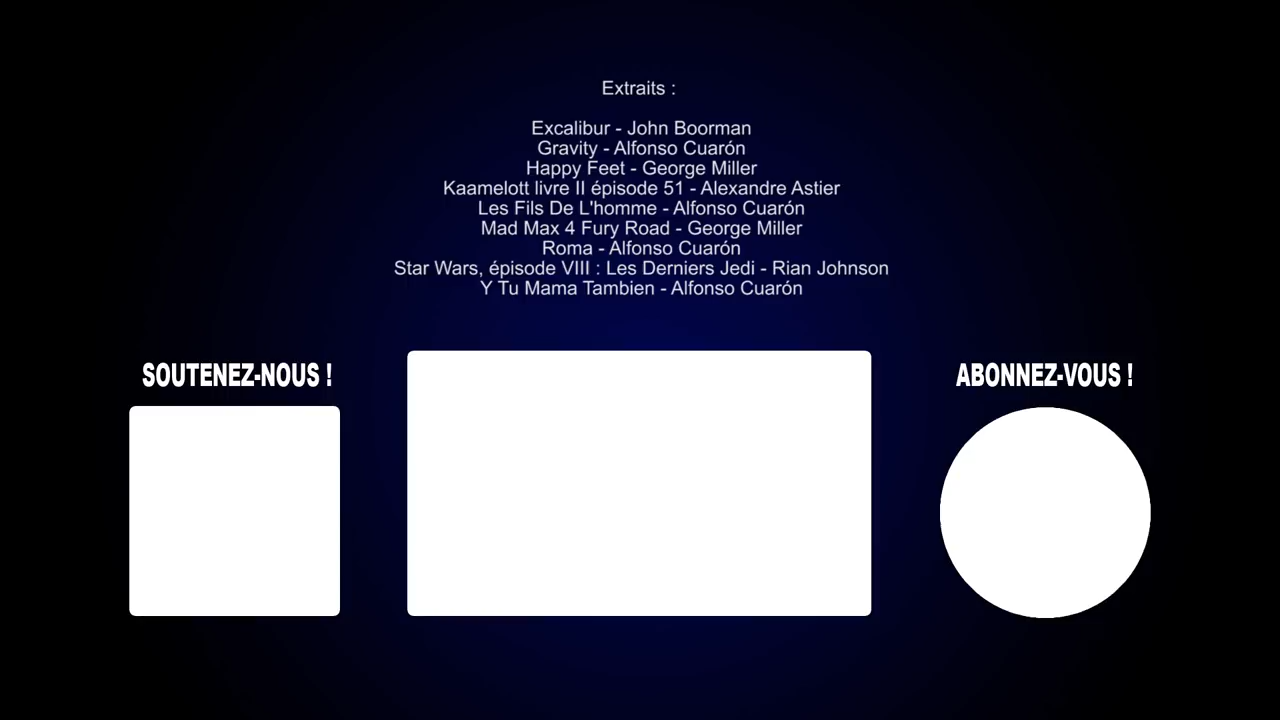 Extraits :
Excalibur - John Boorman
Gravity - Alfonso Cuarón
Happy Feet - George Miller
Kaamelott livre II épisode 51 - Alexandre Astier
Les Fils De L'homme - Alfonso Cuarón
Mad Max 4 Fury Road - George Miller
Roma - Alfonso Cuarón
Star Wars, épisode VIII : Les Derniers Jedi - Rian Johnson
Y Tu Mama Tambien - Alfonso Cuarón
SOUTENEZ-NOUS !
ABONNEZ-VOUS !